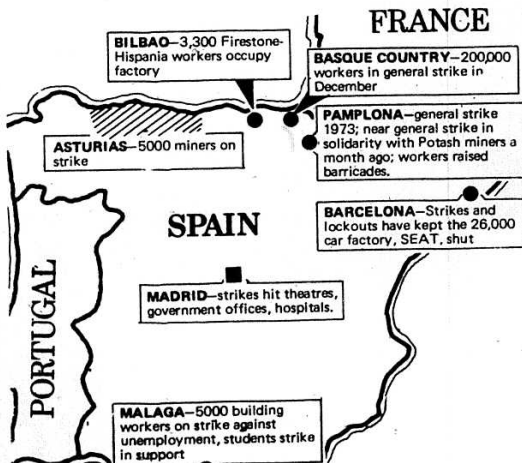 FRANCE
BILBAO—3,300 Firestone-
Hispania workers occupy
factory
BASQUE COUNTRY—200,000
workers in general strike in
December
ASTURIAS—5000 miners on
strike
PAMPLONA—general strike
1973; near general strike in
solidarity with Potash miners a
month ago; workers raised
barricades.
BARCELONA—Strikes and
lockouts have kept the 26,000
car factory, SEAT, shut
SPAIN
MADRID—strikes hit theatres,
government offices, hospitals.
PORTUGAL
MALAGA—5000 building
workers on strike against
unemployment, students strike
in support